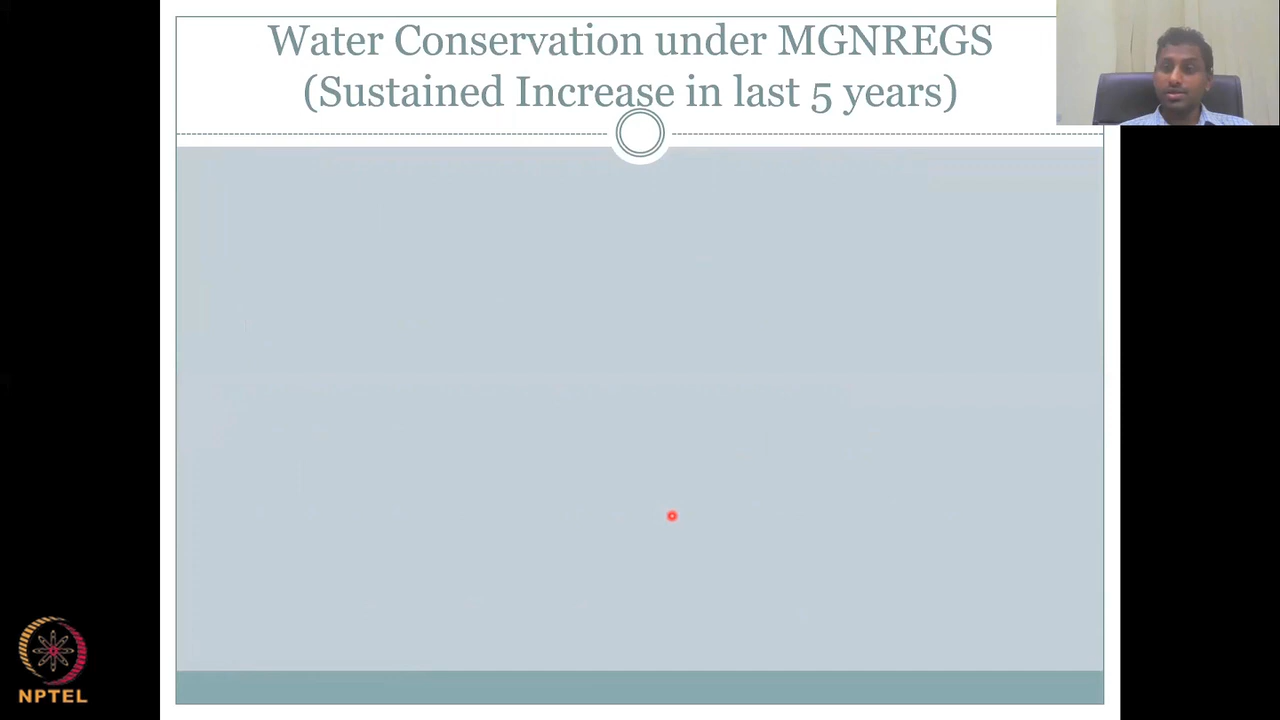 Water Conservation under MGNREGS
(Sustained Increase in last 5 years)
NPTEL